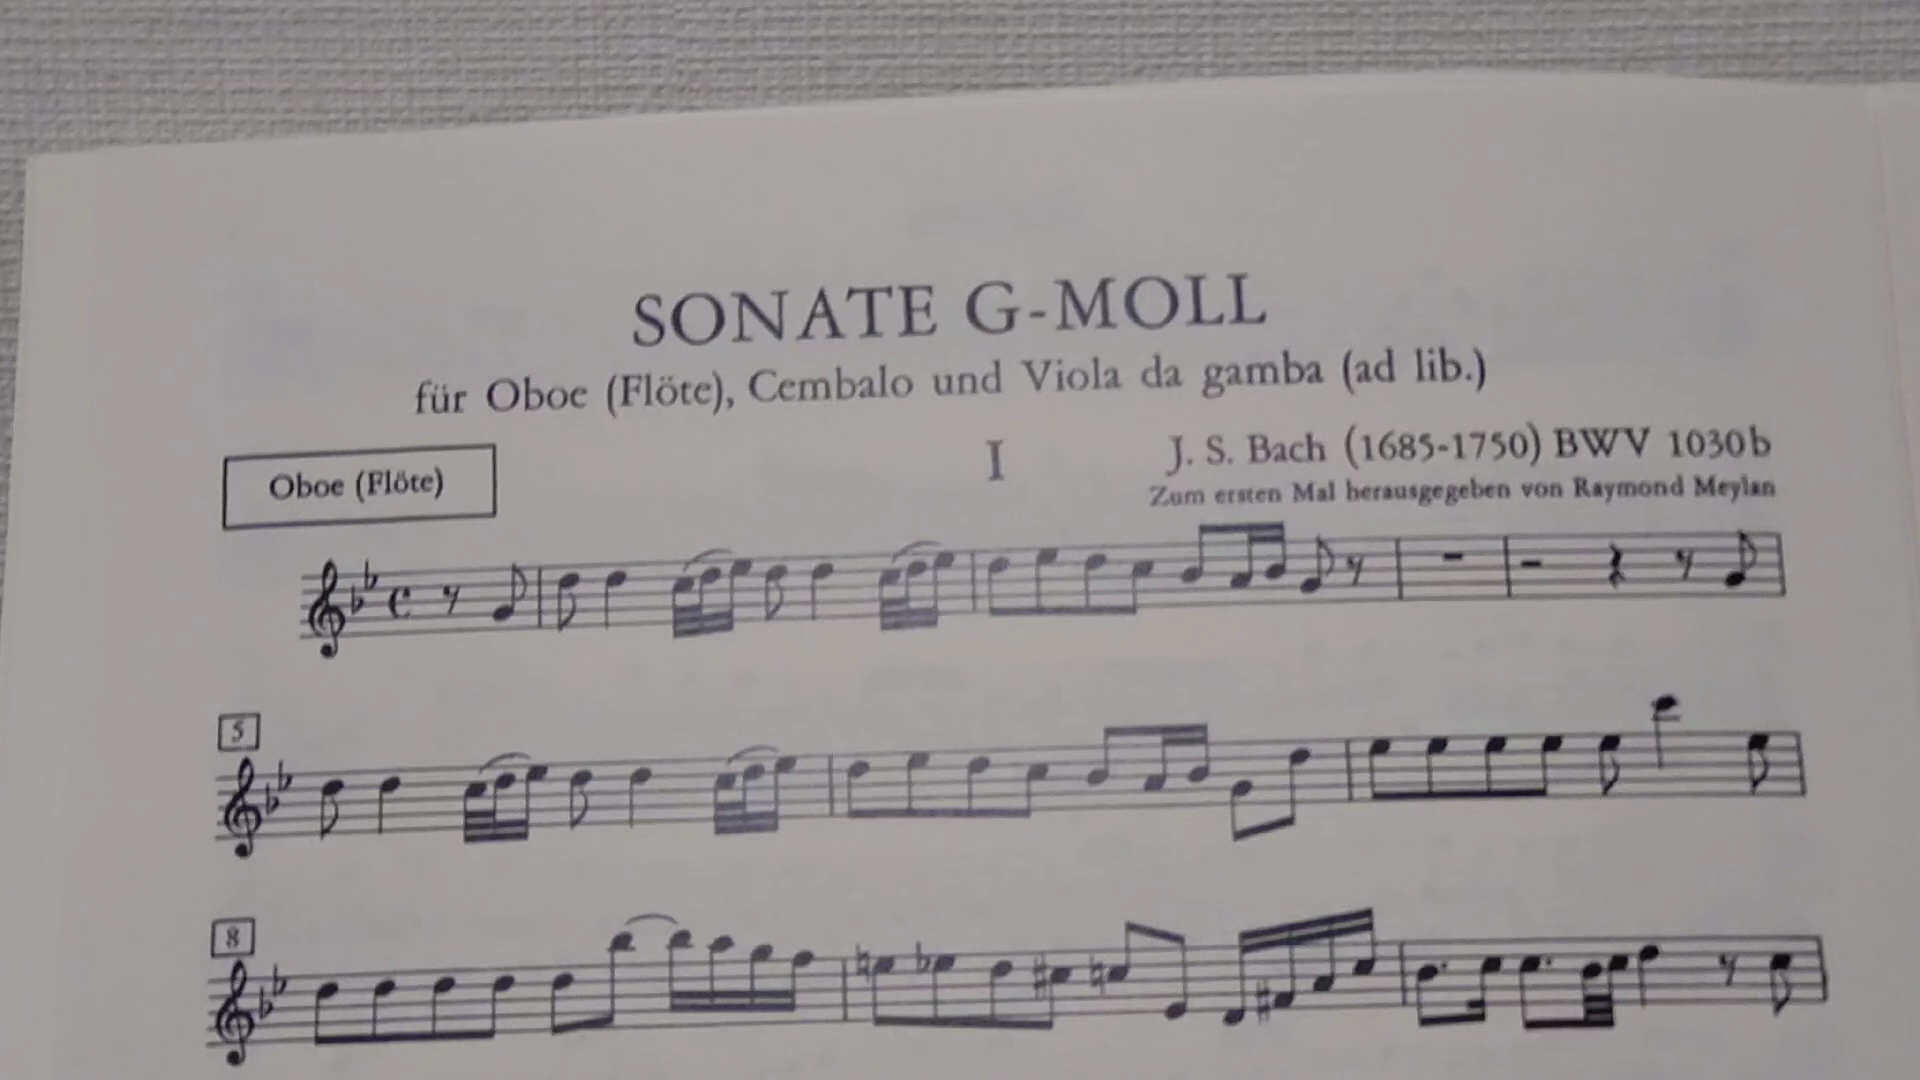 SONATE G-MOLL
für Oboe (Flöte), Cembalo und Viola da gamba (ad lib.)
Oboe (Flöte)
I
J. S. Bach (1685-1750) BWV 1030b
Zum ersten Mal herausgegeben von Raymond Meylan
5
8